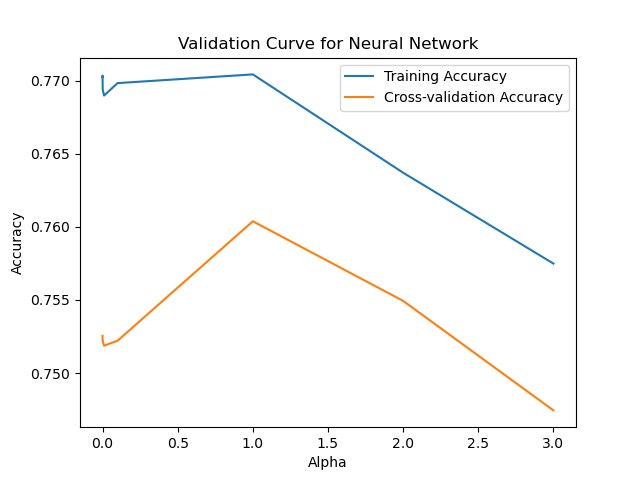 Validation Curve for Neural Network
Training Accuracy
Cross-validation Accuracy
0.770
0.765
0.760
0.755
0.750
Accuracy
0.0 0.5 1.0 1.5 2.0 2.5 3.0
Alpha